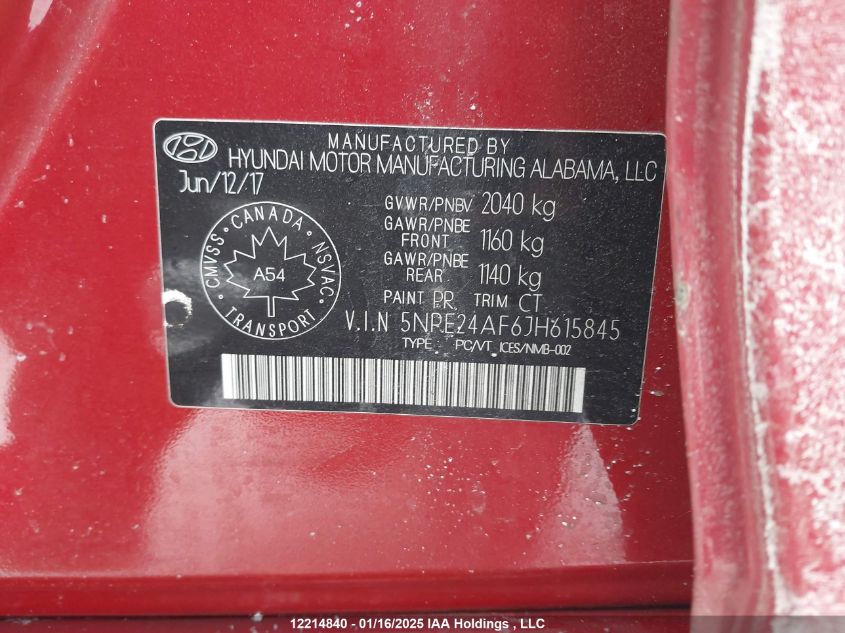 MANUFACTURED BY
HYUNDAI MOTOR MANUFACTURING ALABAMA, LLC
Jun/12/17
GVWR/PNBV 2040 kg
GAWR/PNBE
FRONT 1160 kg
GAWR/PNBE
REAR 1140 kg
PAINT PR TRIM CT
CMVSS · CANADA · NSVAC
A54
TRANSPORT
V.I.N 5NPE24AF6JH615845
TYPE PC/VT ICES/NMB-002
12214840 - 01/16/2025 IAA Holdings , LLC